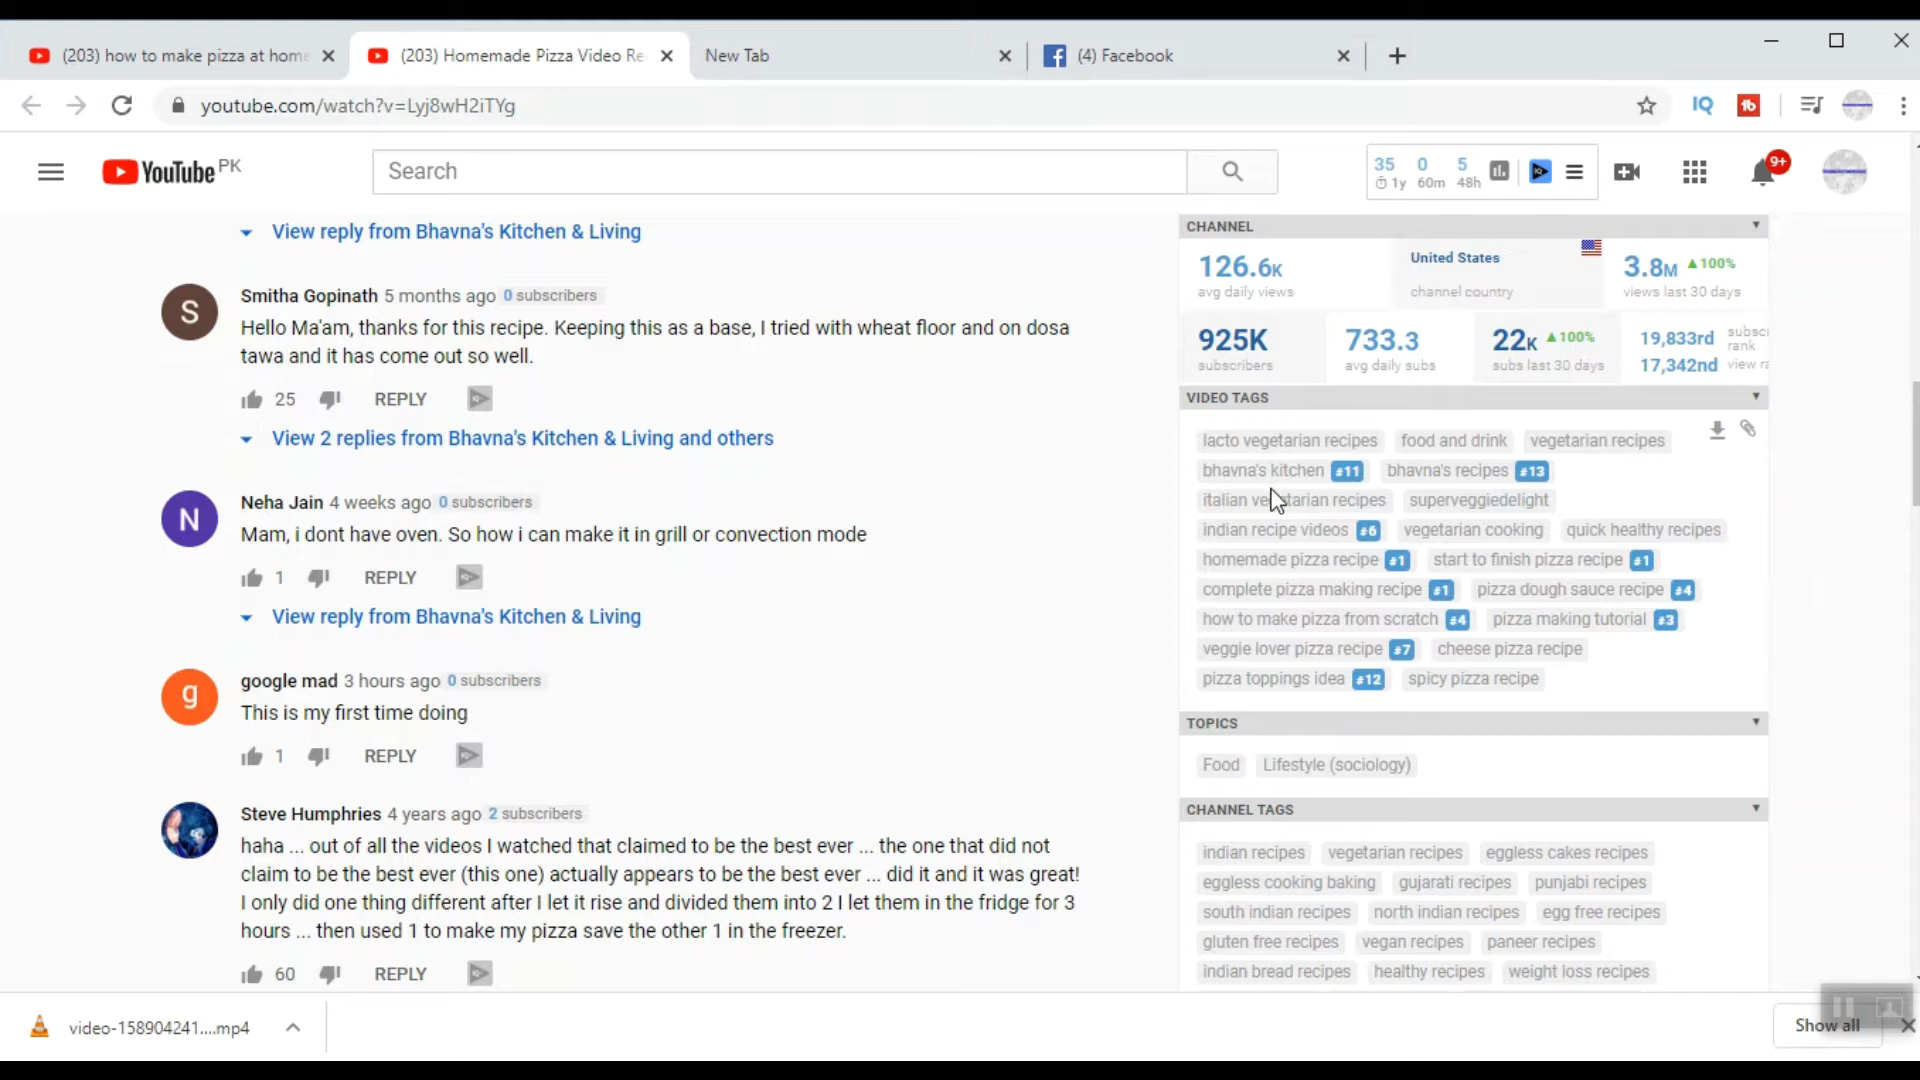 (203) how to make pizza at home
(203) Homemade Pizza Video Re
New Tab
(4) Facebook
youtube.com/watch?v=Lyj8wH2iTYg
YouTube PK
Search
35 0 5
1y 60m 48h
9+
View reply from Bhavna's Kitchen & Living
Smitha Gopinath 5 months ago 0 subscribers
Hello Ma'am, thanks for this recipe. Keeping this as a base, I tried with wheat floor and on dosa
tawa and it has come out so well.
25 REPLY
View 2 replies from Bhavna's Kitchen & Living and others
Neha Jain 4 weeks ago 0 subscribers
Mam, i dont have oven. So how i can make it in grill or convection mode
1 REPLY
View reply from Bhavna's Kitchen & Living
google mad 3 hours ago 0 subscribers
This is my first time doing
1 REPLY
Steve Humphries 4 years ago 2 subscribers
haha ... out of all the videos I watched that claimed to be the best ever ... the one that did not
claim to be the best ever (this one) actually appears to be the best ever ... did it and it was great!
I only did one thing different after I let it rise and divided them into 2 I let them in the fridge for 3
hours ... then used 1 to make my pizza save the other 1 in the freezer.
60 REPLY
CHANNEL
126.6K United States 3.8M 100%
avg daily views channel country views last 30 days
925K 733.3 22K 100% 19,833rd subscr rank
subscribers avg daily subs subs last 30 days 17,342nd view ra
VIDEO TAGS
lacto vegetarian recipes food and drink vegetarian recipes
bhavna's kitchen #11 bhavna's recipes #13
italian vegetarian recipes superveggiedelight
indian recipe videos #6 vegetarian cooking quick healthy recipes
homemade pizza recipe #1 start to finish pizza recipe #1
complete pizza making recipe #1 pizza dough sauce recipe #4
how to make pizza from scratch #4 pizza making tutorial #3
veggie lover pizza recipe #7 cheese pizza recipe
pizza toppings idea #12 spicy pizza recipe
TOPICS
Food Lifestyle (sociology)
CHANNEL TAGS
indian recipes vegetarian recipes eggless cakes recipes
eggless cooking baking gujarati recipes punjabi recipes
south indian recipes north indian recipes egg free recipes
gluten free recipes vegan recipes paneer recipes
indian bread recipes healthy recipes weight loss recipes
video-158904241....mp4
Show all